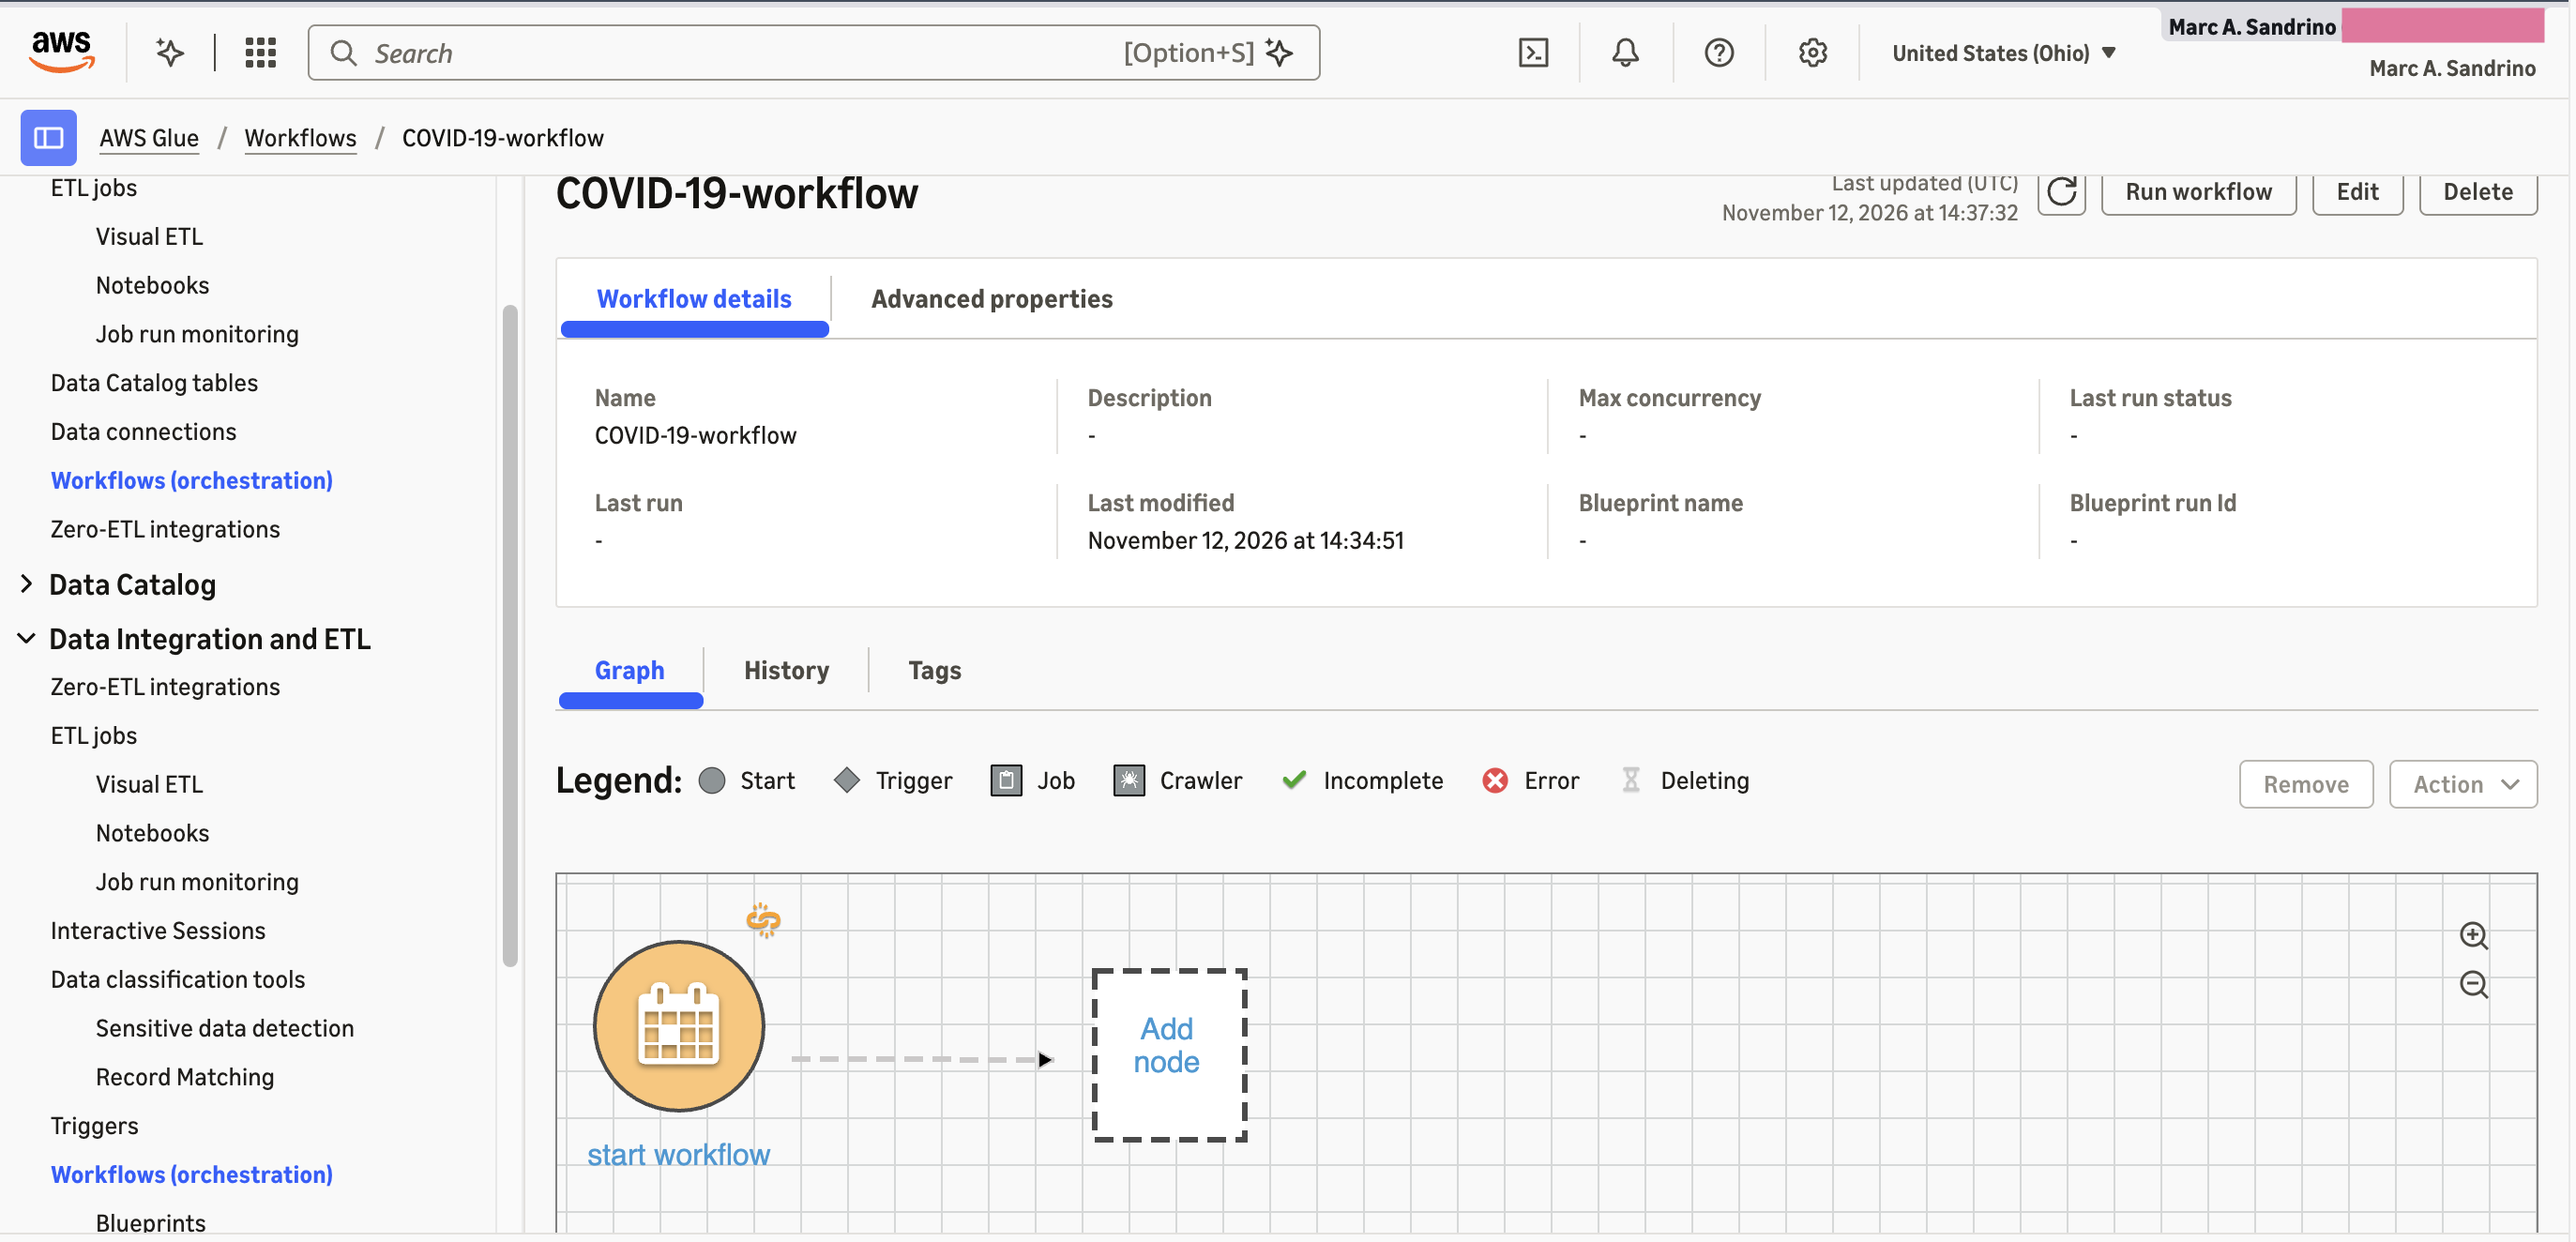 aws
Search
[Option+S]
United States (Ohio)
Marc A. Sandrino
Marc A. Sandrino
AWS Glue / Workflows / COVID-19-workflow
ETL jobs
Visual ETL
Notebooks
Job run monitoring
Data Catalog tables
Data connections
Workflows (orchestration)
Zero-ETL integrations
Data Catalog
Data Integration and ETL
Zero-ETL integrations
ETL jobs
Visual ETL
Notebooks
Job run monitoring
Interactive Sessions
Data classification tools
Sensitive data detection
Record Matching
Triggers
Workflows (orchestration)
Blueprints
COVID-19-workflow
Last updated (UTC)
November 12, 2026 at 14:37:32
Run workflow
Edit
Delete
Workflow details
Advanced properties
Name
COVID-19-workflow
Description
-
Max concurrency
-
Last run status
-
Last run
-
Last modified
November 12, 2026 at 14:34:51
Blueprint name
-
Blueprint run Id
-
Graph
History
Tags
Legend:
Start
Trigger
Job
Crawler
Incomplete
Error
Deleting
Remove
Action
start workflow
Add
node